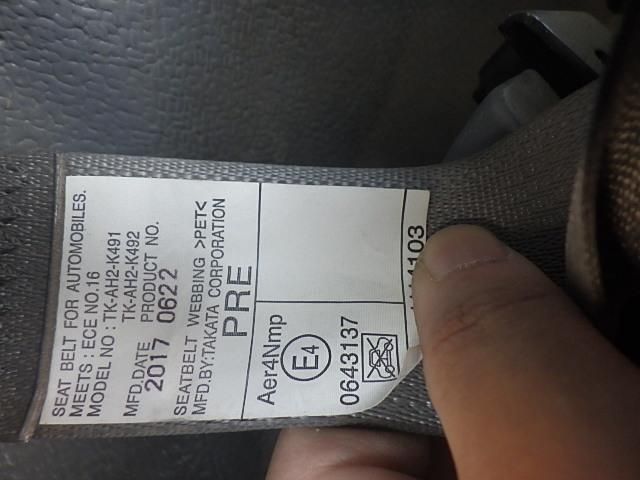 SEAT BELT FOR AUTOMOBILES.
MEETS : ECE NO.16
MODEL NO : TK-AH2-K491
TK-AH2-K492
MFD.DATE PRODUCT NO.
2017 0622
SEATBELT WEBBING >PET<
MFD.BY:TAKATA CORPORATION
PRE
Aer4Nmp
E4
0643137
4103